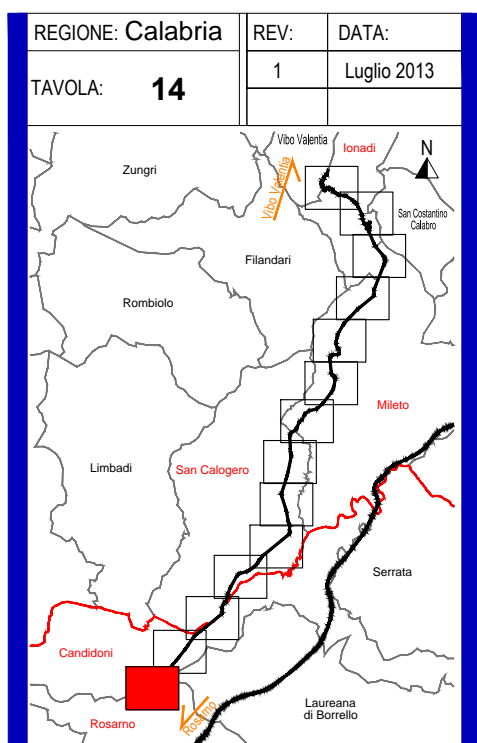 REGIONE: Calabria
REV:
DATA:
TAVOLA: 14
1
Luglio 2013
Vibo Valentia
Ionadi
N
Zungri
Vibo Valentia
San Costantino
Calabro
Filandari
Rombiolo
Mileto
Limbadi
San Calogero
Serrata
Candidoni
Laureana
di Borrello
Rosarno
Rosarno